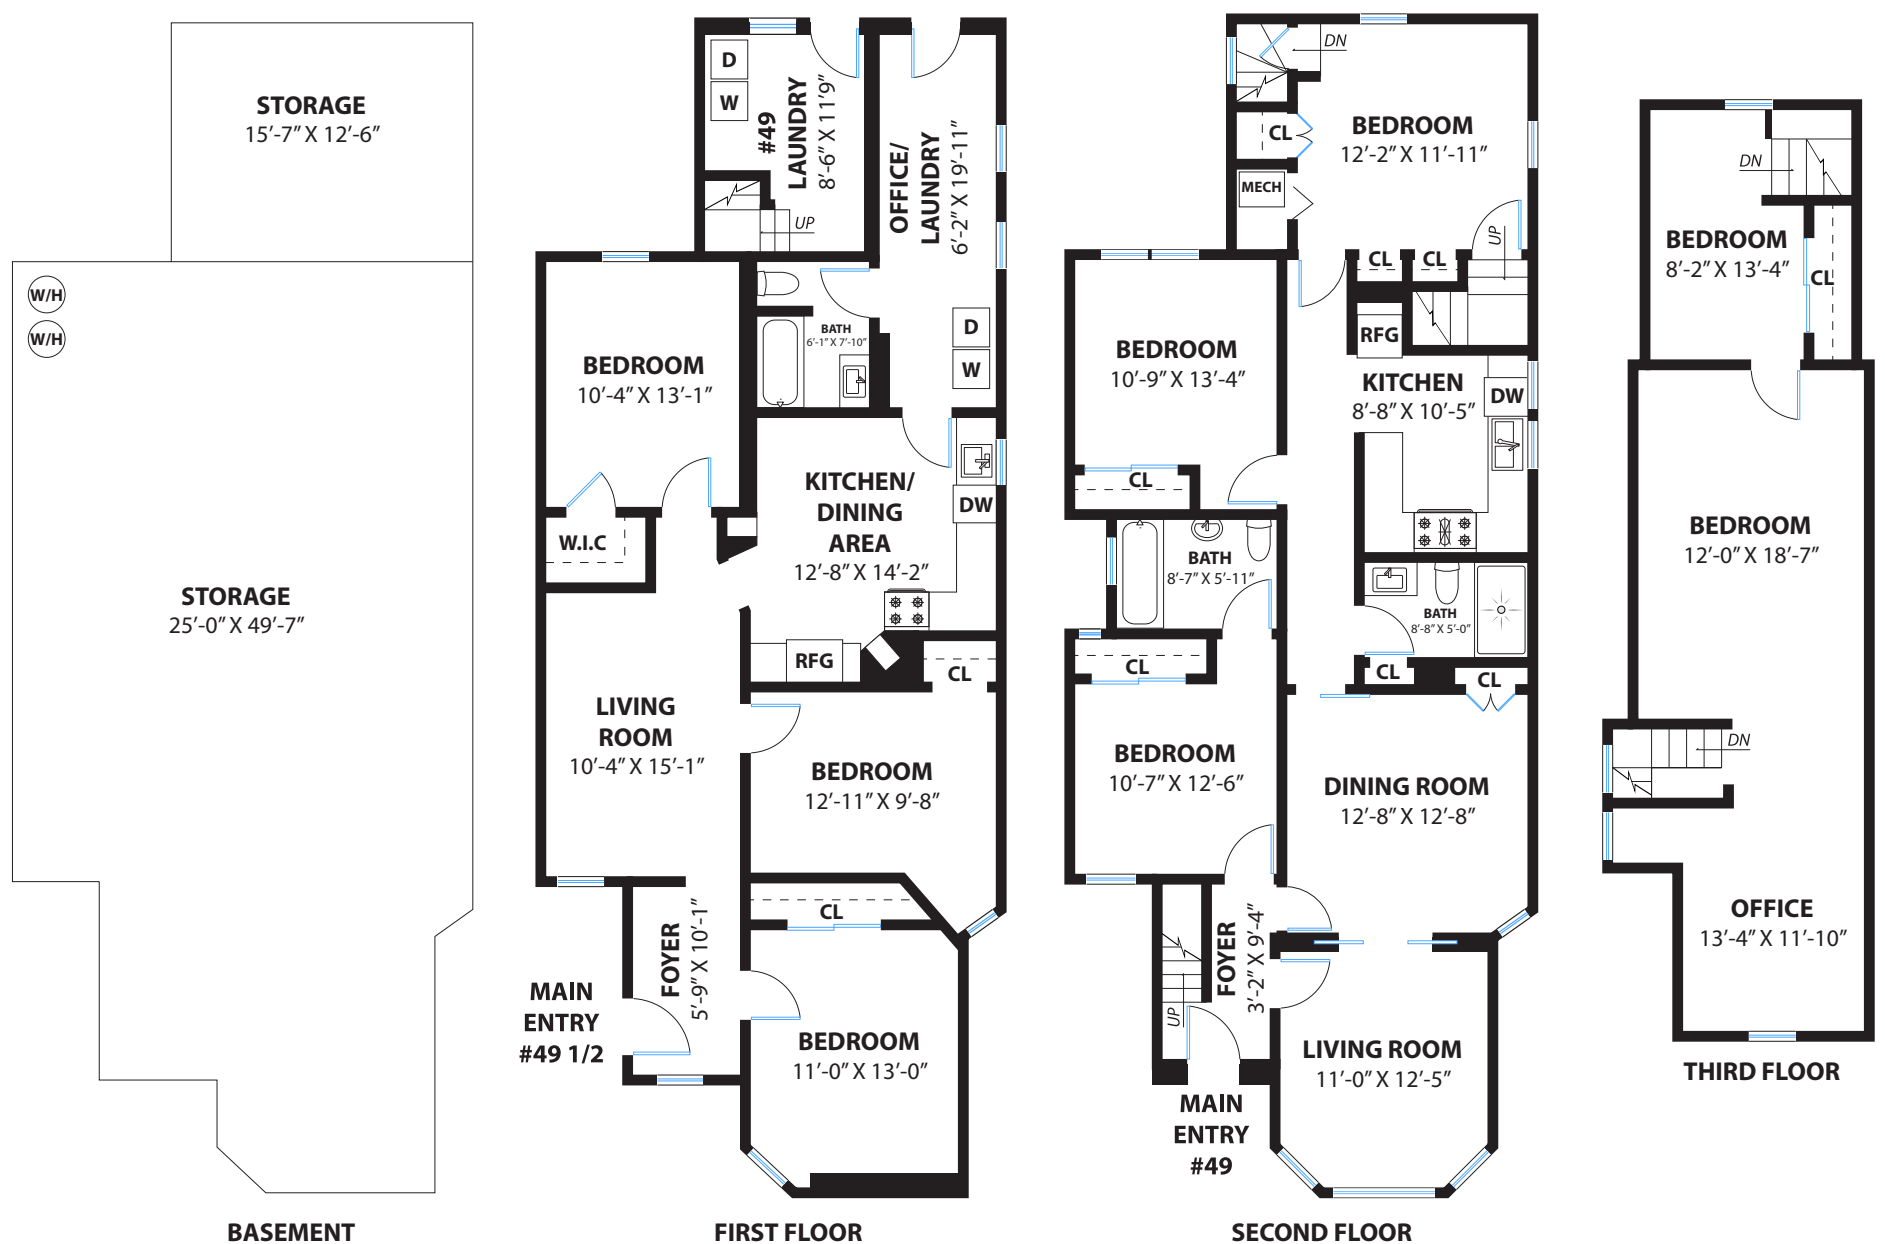 STORAGE
15'-7" X 12'-6"
W/H
W/H
STORAGE
25'-0" X 49'-7"
BASEMENT
D
W
#49
LAUNDRY
8'-6" X 11'9"
UP
OFFICE/
LAUNDRY
6'-2" X 19'-11"
D
W
BATH
6'-1" X 7'-10"
BEDROOM
10'-4" X 13'-1"
W.I.C
KITCHEN/
DINING
AREA
12'-8" X 14'-2"
DW
RFG
CL
LIVING
ROOM
10'-4" X 15'-1"
BEDROOM
12'-11" X 9'-8"
CL
FOYER
5'-9" X 10'-1"
MAIN
ENTRY
#49 1/2
BEDROOM
11'-0" X 13'-0"
FIRST FLOOR
DN
CL
BEDROOM
12'-2" X 11'-11"
MECH
CL
CL
UP
BEDROOM
10'-9" X 13'-4"
CL
RFG
KITCHEN
8'-8" X 10'-5"
DW
BATH
8'-7" X 5'-11"
BATH
8'-8" X 5'-0"
CL
CL
CL
BEDROOM
10'-7" X 12'-6"
DINING ROOM
12'-8" X 12'-8"
FOYER
3'-2" X 9'-4"
UP
LIVING ROOM
11'-0" X 12'-5"
MAIN
ENTRY
#49
SECOND FLOOR
DN
BEDROOM
8'-2" X 13'-4"
CL
BEDROOM
12'-0" X 18'-7"
DN
OFFICE
13'-4" X 11'-10"
THIRD FLOOR